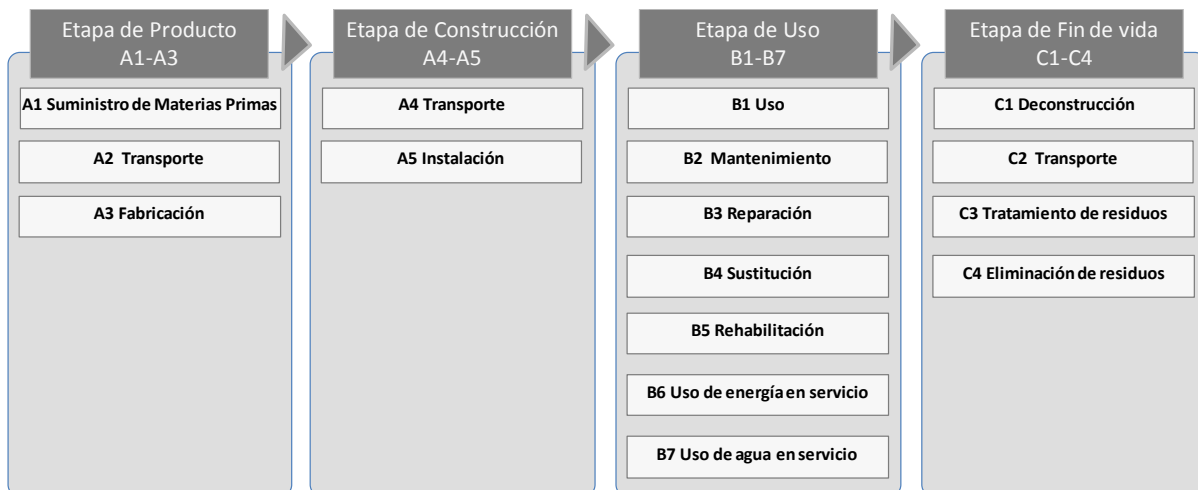 Etapa de Producto
A1-A3
A1 Suministro de Materias Primas
A2 Transporte
A3 Fabricación
Etapa de Construcción
A4-A5
A4 Transporte
A5 Instalación
Etapa de Uso
B1-B7
B1 Uso
B2 Mantenimiento
B3 Reparación
B4 Sustitución
B5 Rehabilitación
B6 Uso de energía en servicio
B7 Uso de agua en servicio
Etapa de Fin de vida
C1-C4
C1 Deconstrucción
C2 Transporte
C3 Tratamiento de residuos
C4 Eliminación de residuos